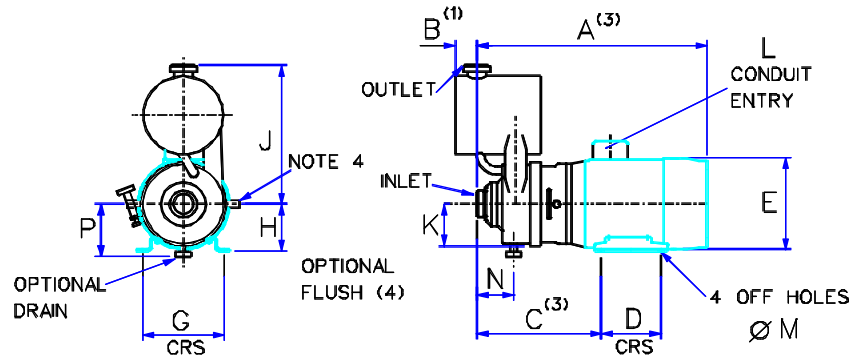 B(1)
A(3)
L
CONDUIT
ENTRY
OUTLET
J
NOTE 4
INLET
E
P
H
K
OPTIONAL
DRAIN
OPTIONAL
FLUSH (4)
N
4 OFF HOLES
G
CRS
C(3)
D
CRS
Ø M